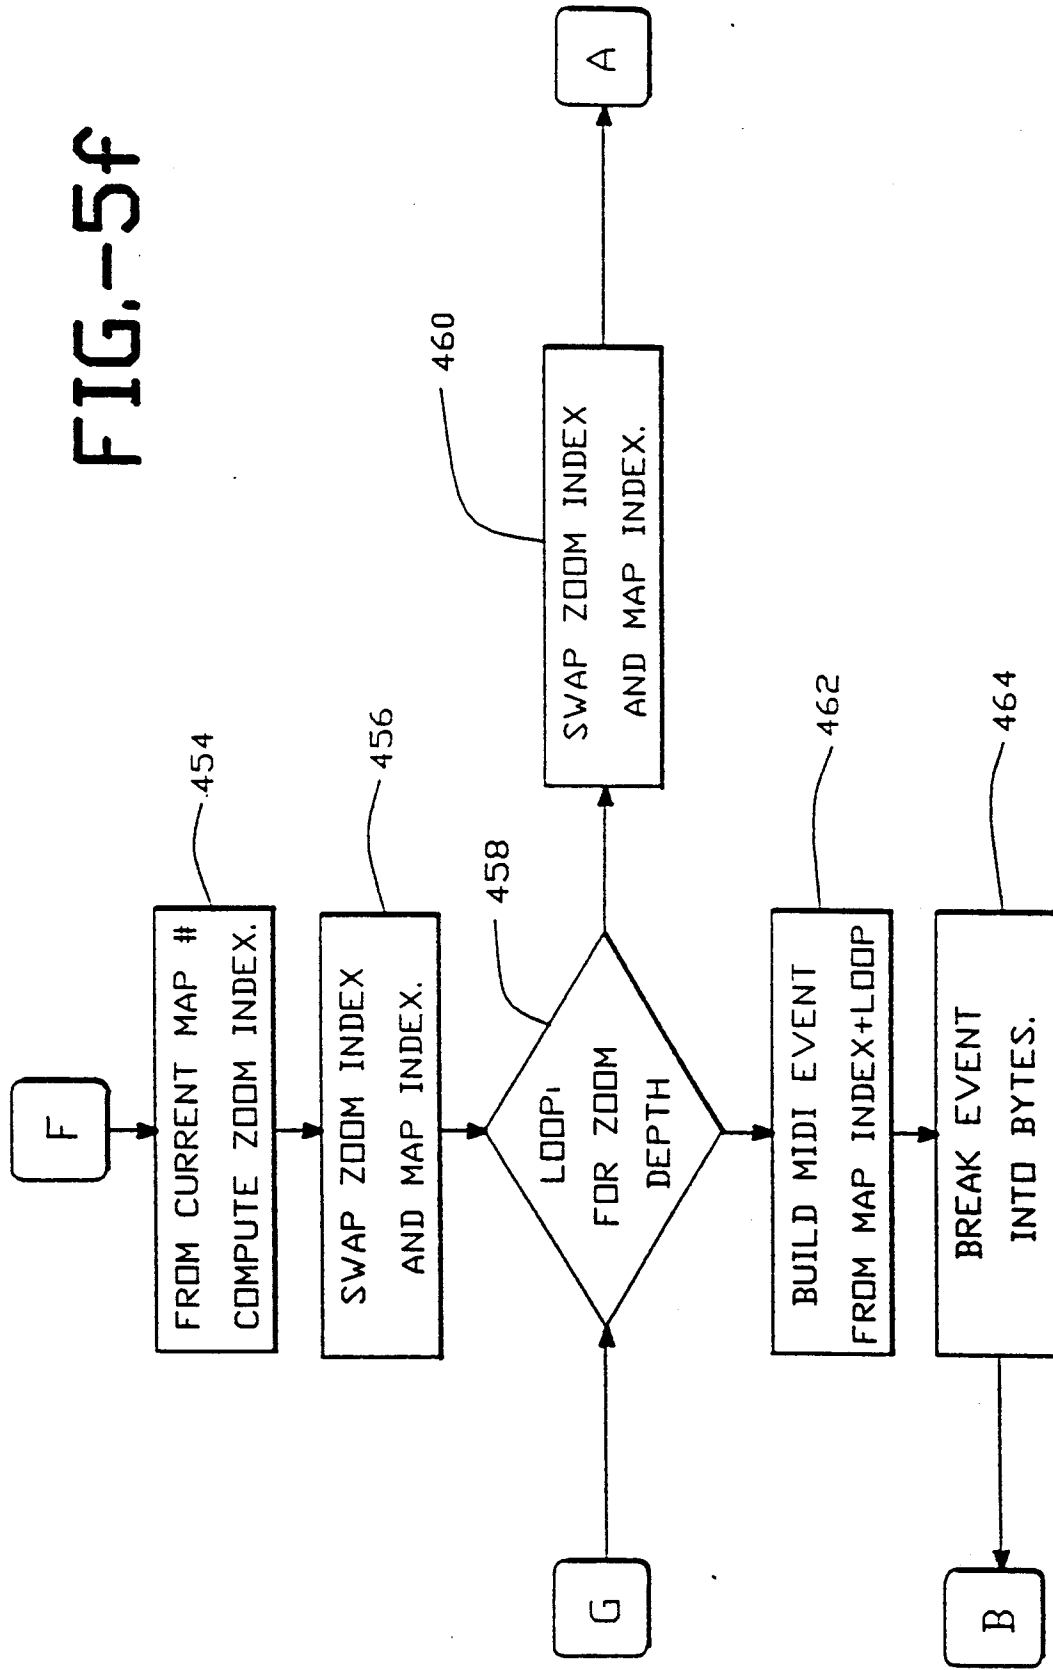 FIG.-5f
F
FROM CURRENT MAP #
COMPUTE ZOOM INDEX.
454
SWAP ZOOM INDEX
AND MAP INDEX.
456
G
LOOP:
FOR ZOOM
DEPTH
458
SWAP ZOOM INDEX
AND MAP INDEX.
460
A
BUILD MIDI EVENT
FROM MAP INDEX+LOOP
462
BREAK EVENT
INTO BYTES.
464
B